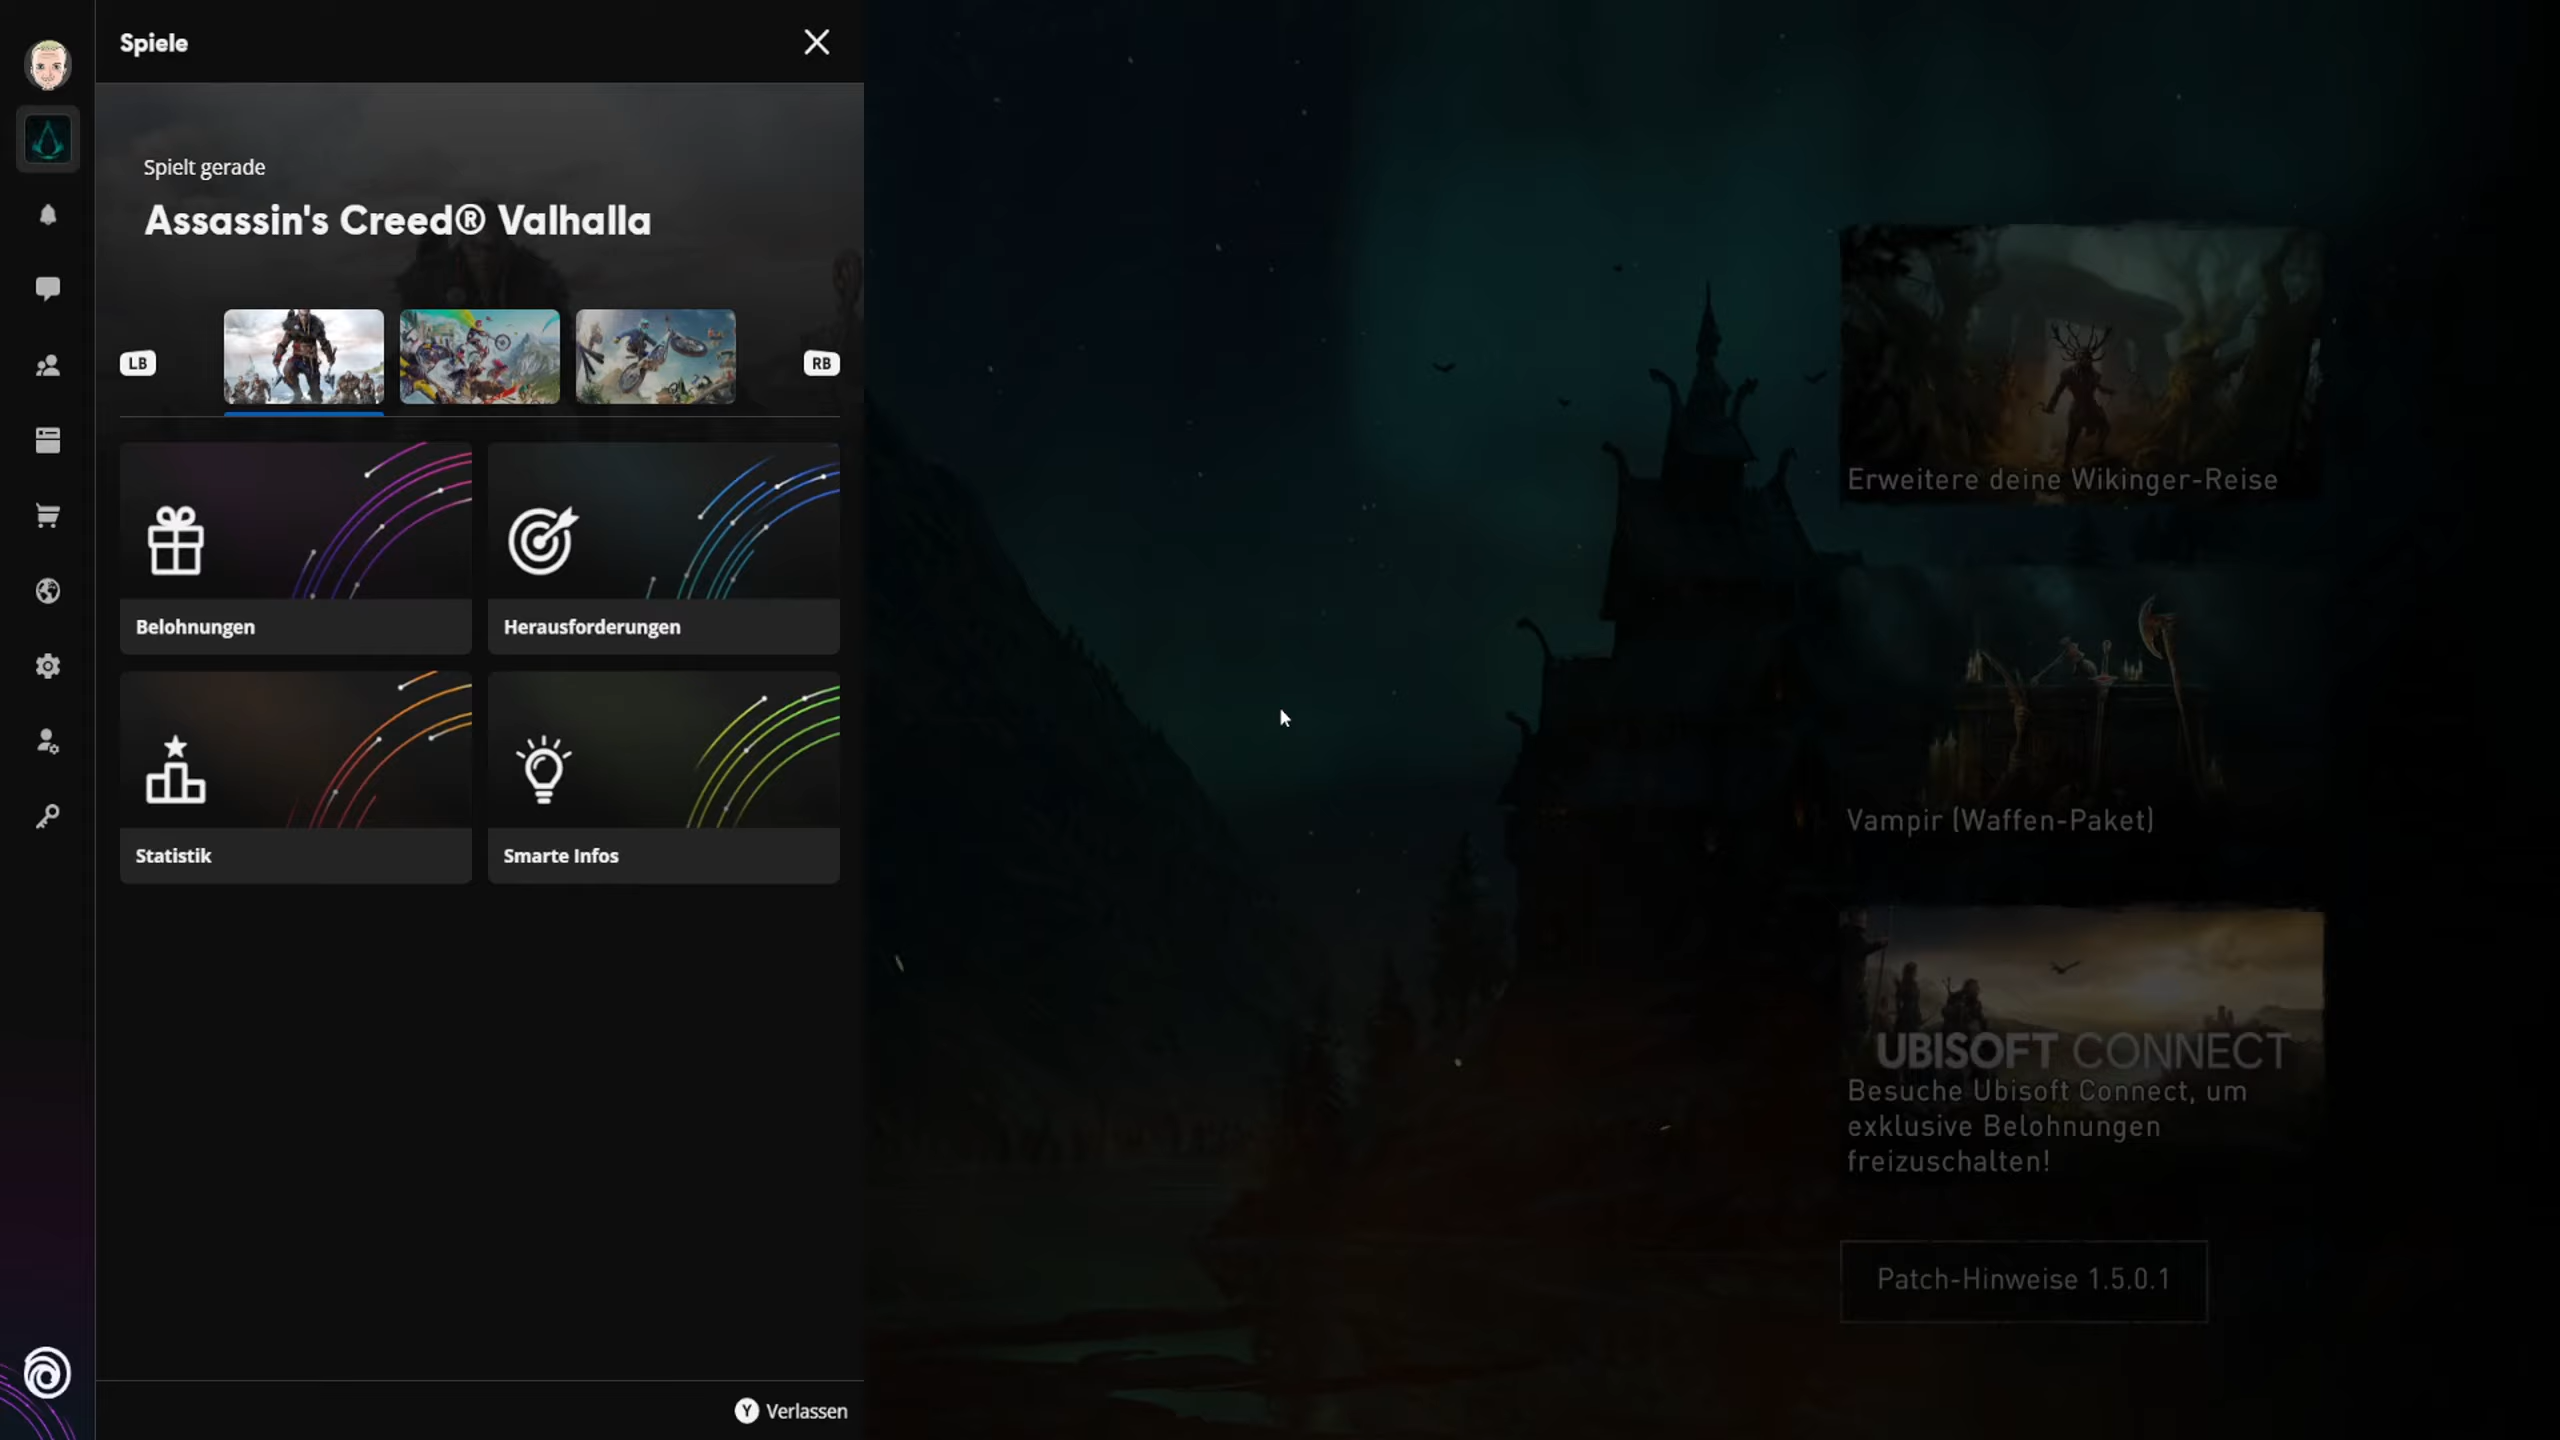 Spiele
Spielt gerade
Assassin's Creed® Valhalla
LB
RB
Belohnungen
Herausforderungen
Statistik
Smarte Infos
Y Verlassen
Erweitere deine Wikinger-Reise
Vampir (Waffen-Paket)
UBISOFT CONNECT
Besuche Ubisoft Connect, um
exklusive Belohnungen
freizuschalten!
Patch-Hinweise 1.5.0.1